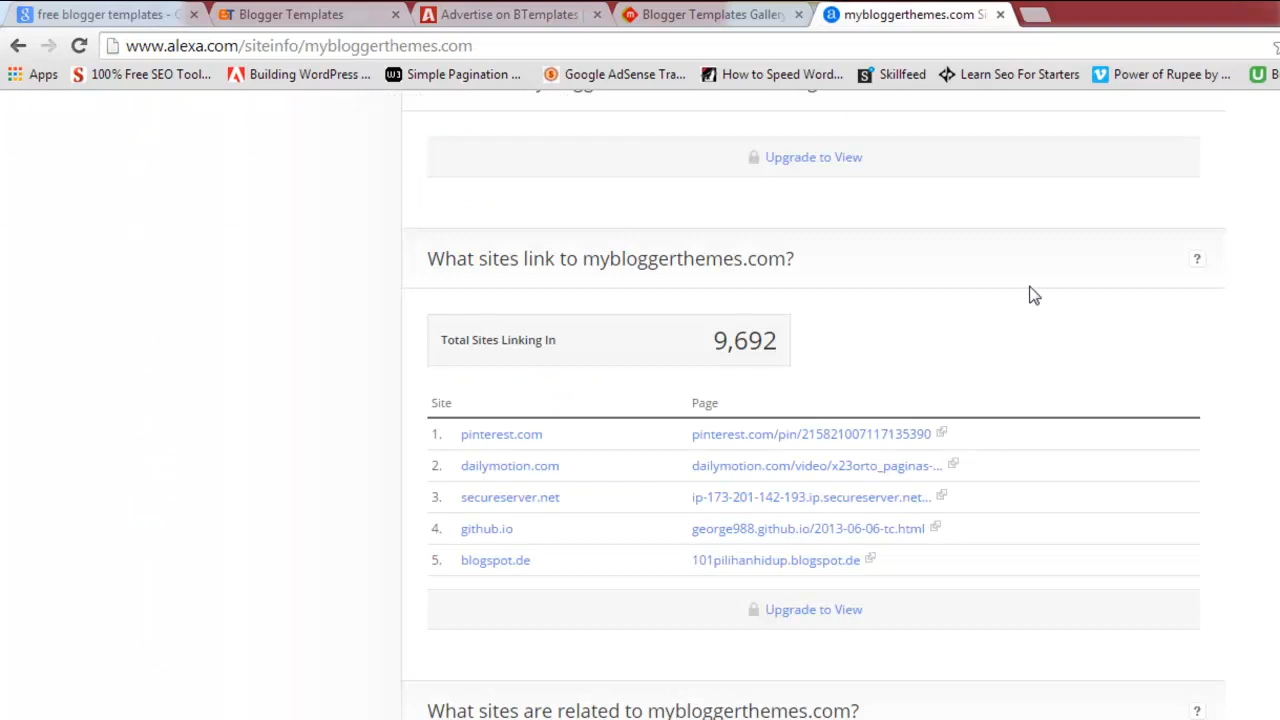 free blogger templates - G
Blogger Templates
Advertise on BTemplates
Blogger Templates Gallery
mybloggerthemes.com Si
www.alexa.com/siteinfo/mybloggerthemes.com
Apps
100% Free SEO Tool...
Building WordPress ...
Simple Pagination ...
Google AdSense Tra...
How to Speed Word...
Skillfeed
Learn Seo For Starters
Power of Rupee by ...
Upgrade to View
What sites link to mybloggerthemes.com?
?
Total Sites Linking In 9,692
Site Page
1. pinterest.com pinterest.com/pin/215821007117135390
2. dailymotion.com dailymotion.com/video/x23orto_paginas-...
3. secureserver.net ip-173-201-142-193.ip.secureserver.net...
4. github.io george988.github.io/2013-06-06-tc.html
5. blogspot.de 101pilihanhidup.blogspot.de
Upgrade to View
What sites are related to mybloggerthemes.com?
?